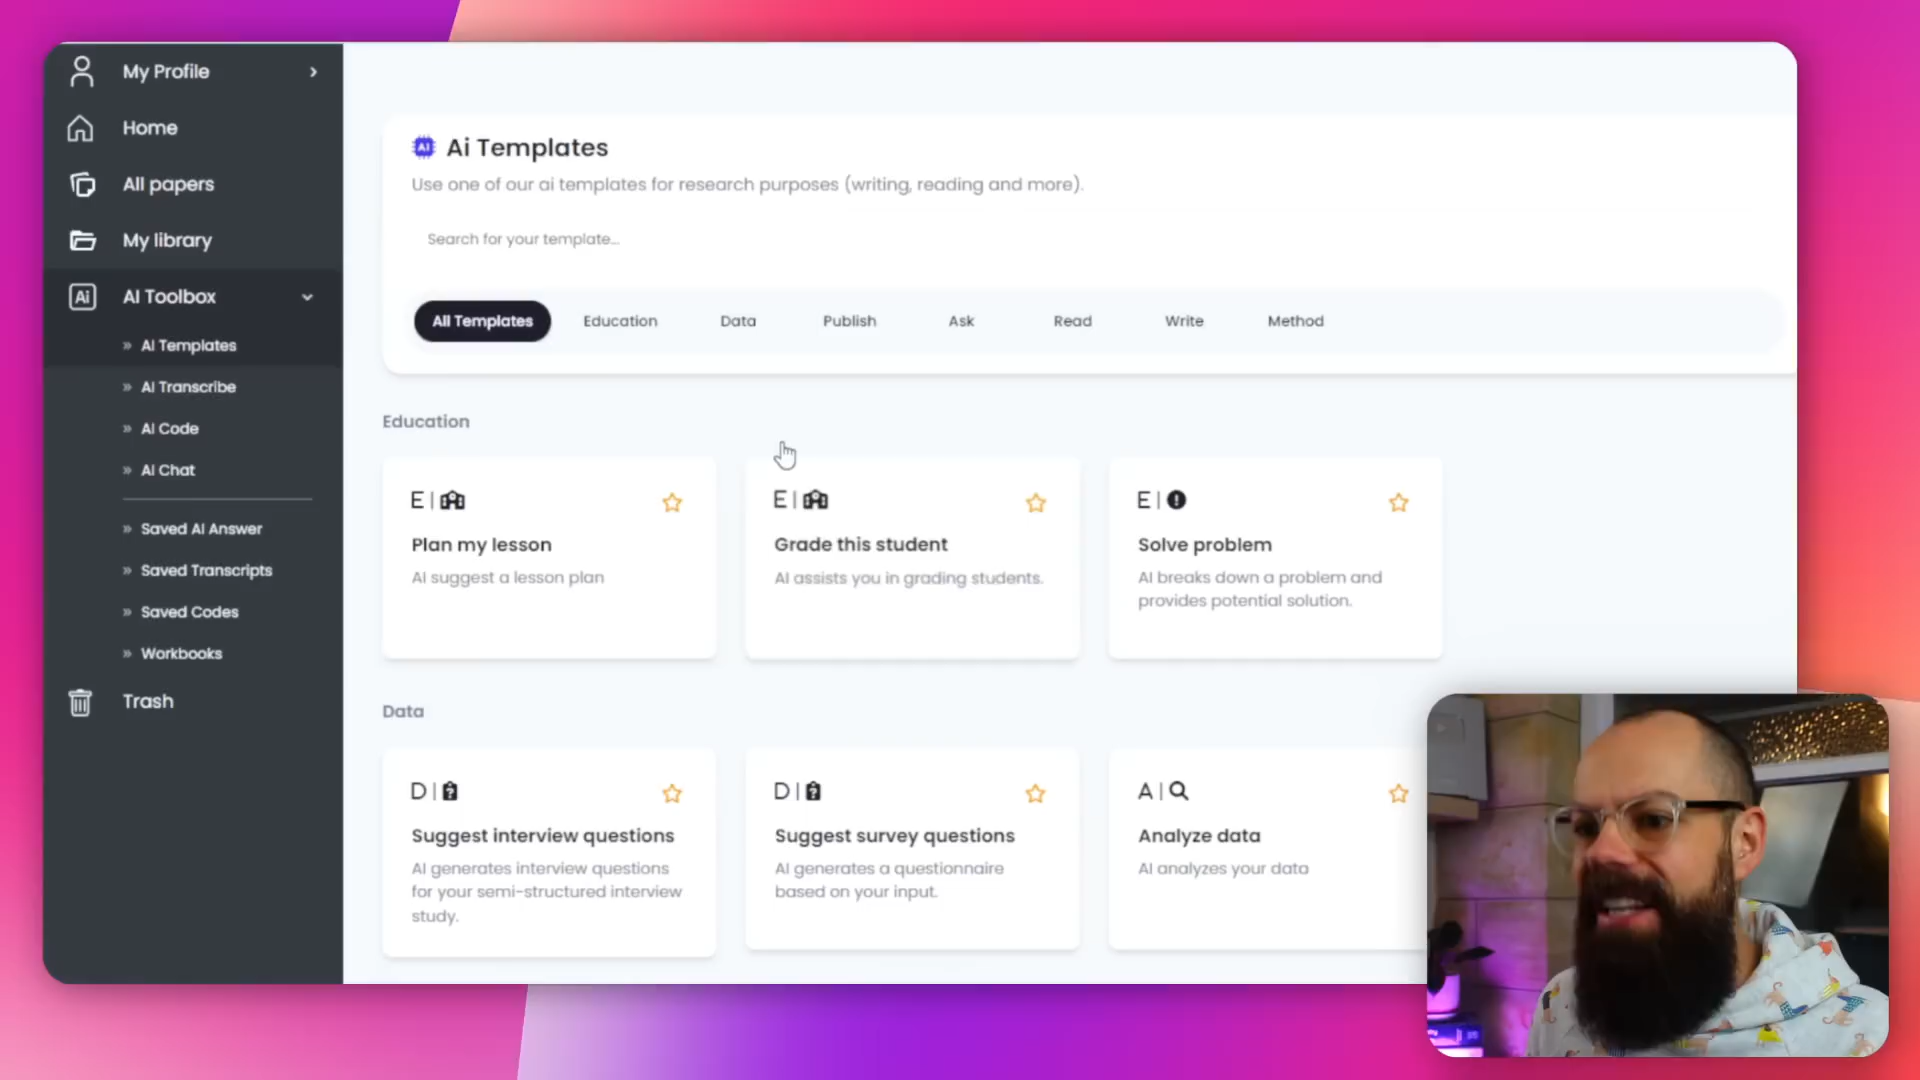 My Profile
Home
All papers
My library
Ai
AI Toolbox
» AI Templates
» AI Transcribe
» AI Code
» AI Chat
» Saved AI Answer
» Saved Transcripts
» Saved Codes
» Workbooks
Trash
AI
Ai Templates
Use one of our ai templates for research purposes (writing, reading and more).
Search for your template...
All Templates
Education
Data
Publish
Ask
Read
Write
Method
Education
E |
Plan my lesson
AI suggest a lesson plan
E |
Grade this student
AI assists you in grading students.
E |
Solve problem
AI breaks down a problem and
provides potential solution.
Data
D |
Suggest interview questions
AI generates interview questions
for your semi-structured interview
study.
D |
Suggest survey questions
AI generates a questionnaire
based on your input.
A |
Analyze data
AI analyzes your data